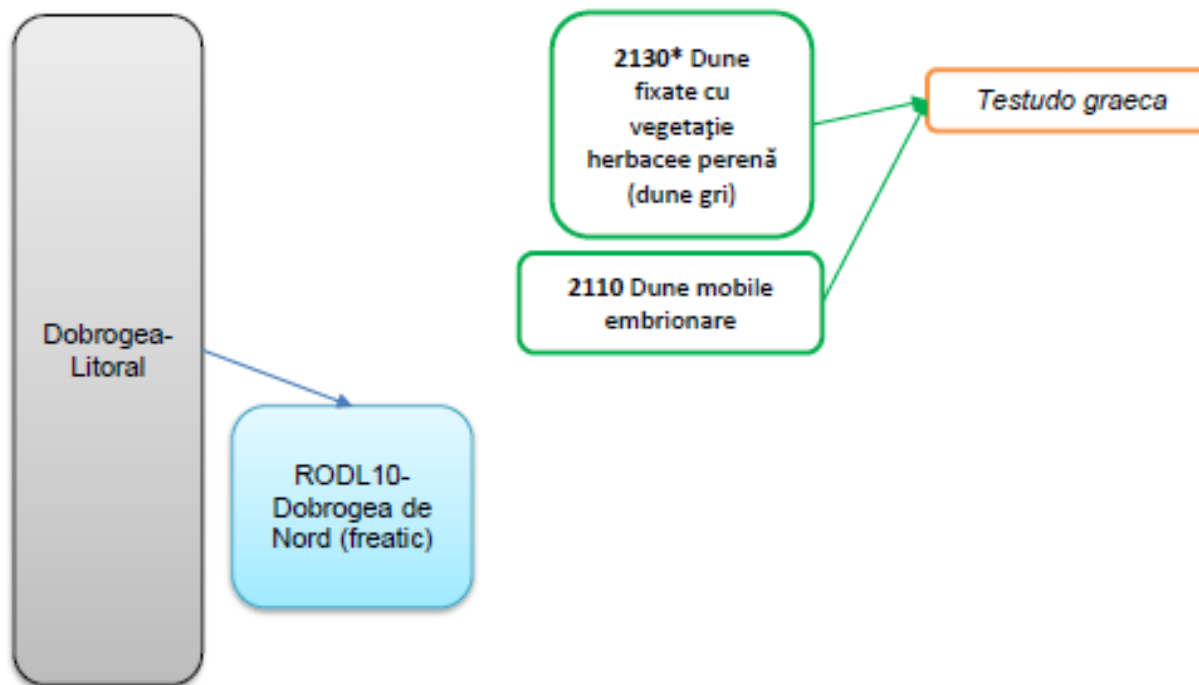 2130* Dune
fixate cu
vegetaţie
herbacee perenă
(dune gri)
Testudo graeca
2110 Dune mobile
embrionare
Dobrogea-
Litoral
RODL10-
Dobrogea de
Nord (freatic)